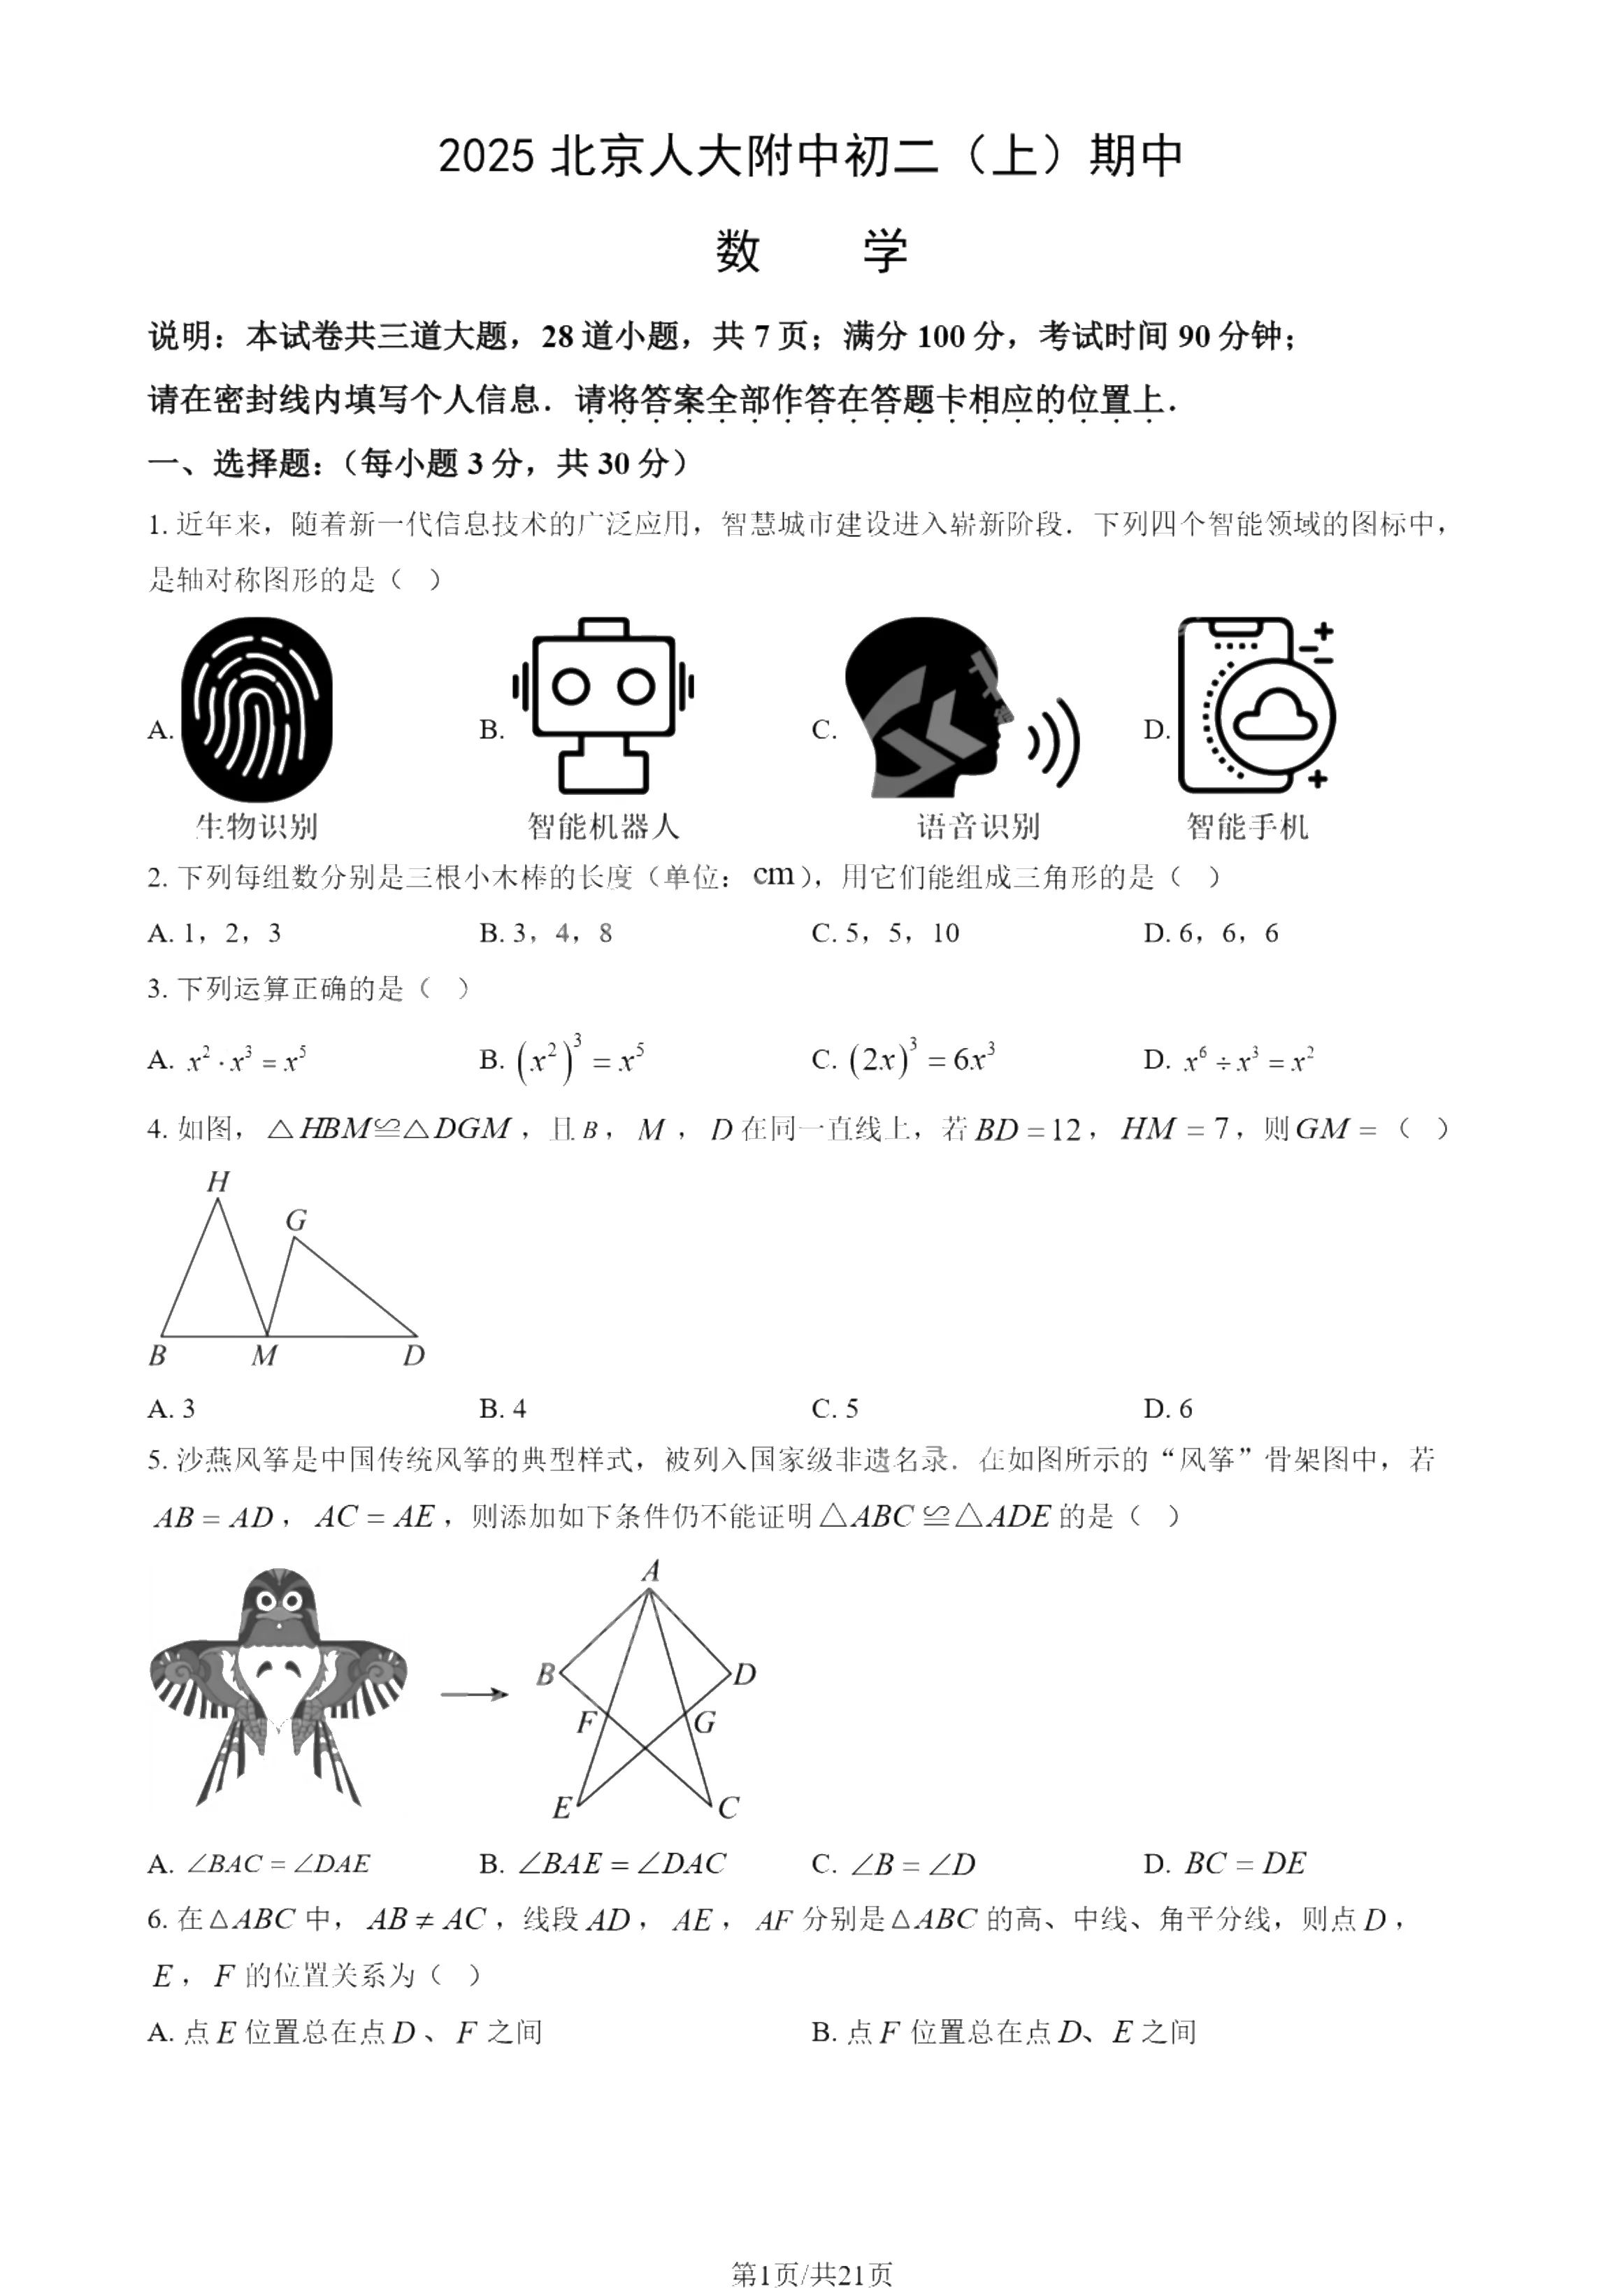 2025 北京人大附中初二（上）期中
数 学
说明：本试卷共三道大题，28 道小题，共 7 页；满分 100 分，考试时间 90 分钟；
请在密封线内填写个人信息．请将答案全部作答在答题卡相应的位置上．
一、选择题：（每小题 3 分，共 30 分）
1. 近年来，随着新一代信息技术的广泛应用，智慧城市建设进入崭新阶段．下列四个智能领域的图标中，
是轴对称图形的是（ ）
A. B. C. D.
生物识别 智能机器人 语音识别 智能手机
2. 下列每组数分别是三根小木棒的长度（单位：cm），用它们能组成三角形的是（ ）
A. 1，2，3 B. 3，4，8 C. 5，5，10 D. 6，6，6
3. 下列运算正确的是（ ）
A. x²·x³=x⁵ B. (x²)³=x⁵ C. (2x)³=6x³ D. x⁶÷x³=x²
4. 如图，△HBM≌△DGM，且 B，M，D 在同一直线上，若 BD=12，HM=7，则 GM=（ ）
H
G
B M D
A. 3 B. 4 C. 5 D. 6
5. 沙燕风筝是中国传统风筝的典型样式，被列入国家级非遗名录．在如图所示的“风筝”骨架图中，若
AB=AD，AC=AE，则添加如下条件仍不能证明△ABC≌△ADE 的是（ ）
A
B D
F G
E C
A. ∠BAC=∠DAE B. ∠BAE=∠DAC C. ∠B=∠D D. BC=DE
6. 在△ABC 中，AB≠AC，线段 AD，AE，AF 分别是△ABC 的高、中线、角平分线，则点 D，
E，F 的位置关系为（ ）
A. 点 E 位置总在点 D、F 之间 B. 点 F 位置总在点 D、E 之间
第1页/共21页